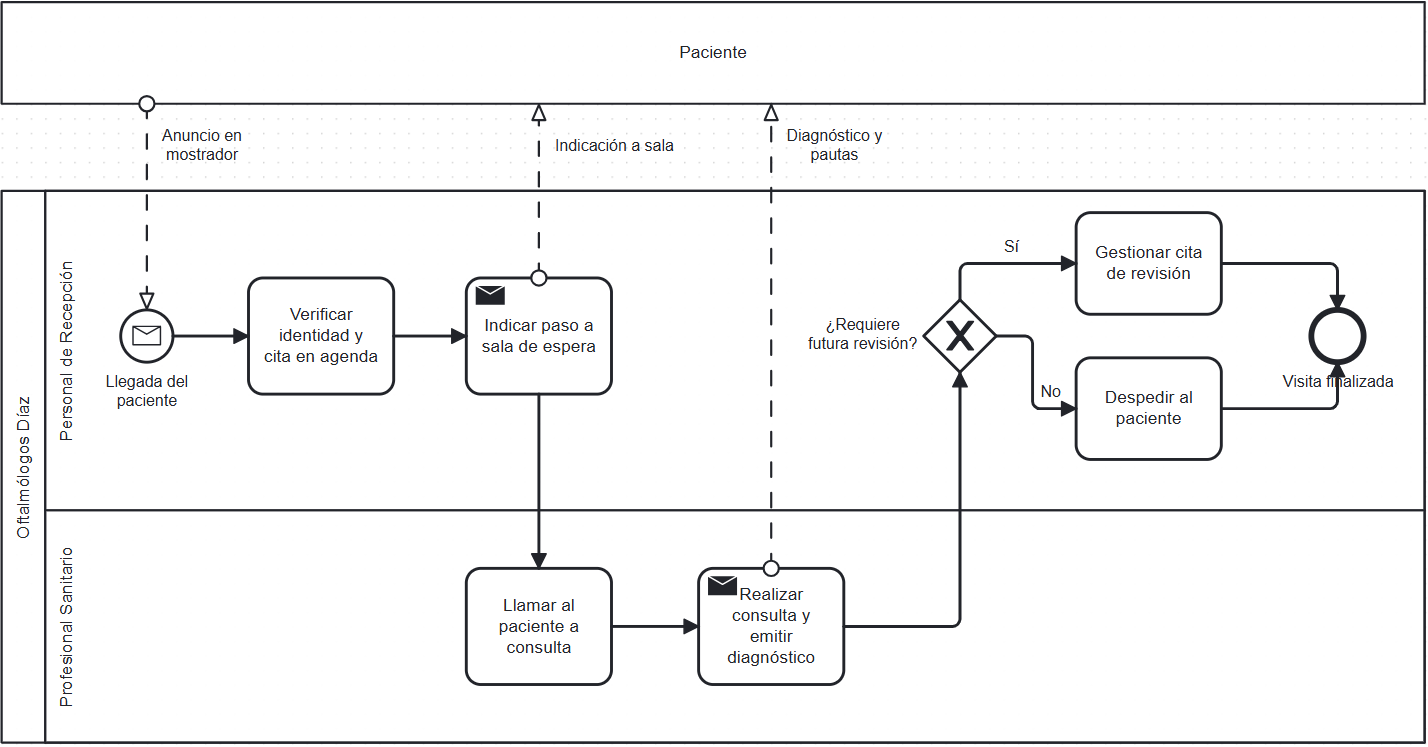 Paciente
Anuncio en
mostrador
Indicación a sala
Diagnóstico y
pautas
Oftalmólogos Díaz
Personal de Recepción
Llegada del
paciente
Verificar
identidad y
cita en agenda
Indicar paso a
sala de espera
¿Requiere
futura revisión?
Sí
Gestionar cita
de revisión
No
Despedir al
paciente
Visita finalizada
Profesional Sanitario
Llamar al
paciente a
consulta
Realizar
consulta y
emitir
diagnóstico